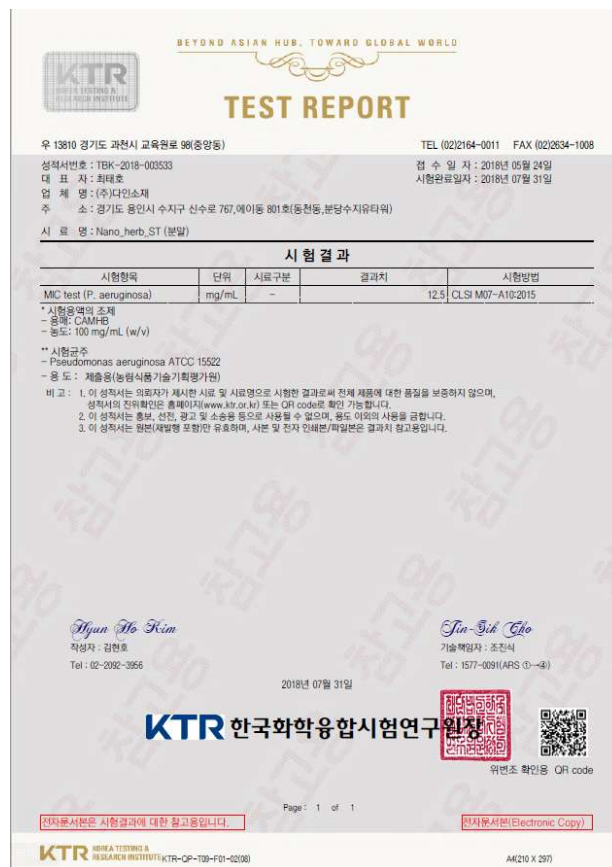 BEYOND ASIAN HUB, TOWARD GLOBAL WORLD
KTR
KOREA TESTING &
RESEARCH INSTITUTE
TEST REPORT
우 13810 경기도 과천시 교육원로 98(중앙동) TEL (02)2164-0011 FAX (02)2634-1008
성적서번호 : TBK-2018-003533 접 수 일 자 : 2018년 05월 24일
대 표 자 : 최태호 시험완료일자 : 2018년 07월 31일
업 체 명 : (주)다인소재
주 소 : 경기도 용인시 수지구 신수로 767,에이동 801호(동천동,분당수지유타워)
시 료 명 : Nano_herb_ST (분말)
시 험 결 과
시험항목 단위 시료구분 결과치 시험방법
MIC test (P. aeruginosa) mg/mL - 12.5 CLSI M07-A10:2015
* 시험용액의 조제
- 용매: CAMHB
- 농도: 100 mg/mL (w/v)
** 시험균주
- Pseudomonas aeruginosa ATCC 15522
- 용 도 : 제출용(농림식품기술기획평가원)
비 고 : 1. 이 성적서는 의뢰자가 제시한 시료 및 시료명으로 시험한 결과로써 전체 제품에 대한 품질을 보증하지 않으며,
성적서의 진위확인은 홈페이지(www.ktr.or.kr) 또는 QR code로 확인 가능합니다.
2. 이 성적서는 홍보, 선전, 광고 및 소송용 등으로 사용될 수 없으며, 용도 이외의 사용을 금합니다.
3. 이 성적서는 원본(재발행 포함)만 유효하며, 사본 및 전자 인쇄본/파일본은 결과치 참고용입니다.
참고용
Hyun Ho Kim Jin-Sik Cho
작성자 : 김현호 기술책임자 : 조진식
Tel : 02-2092-3956 Tel : 1577-0091(ARS ①→④)
2018년 07월 31일
KTR 한국화학융합시험연구원장
위변조 확인용 QR code
Page : 1 of 1
전자문서본은 시험결과에 대한 참고용입니다. 전자문서본(Electronic Copy)
KTR KOREA TESTING & RESEARCH INSTITUTE KTR-QP-T09-F01-02(08) A4(210 X 297)